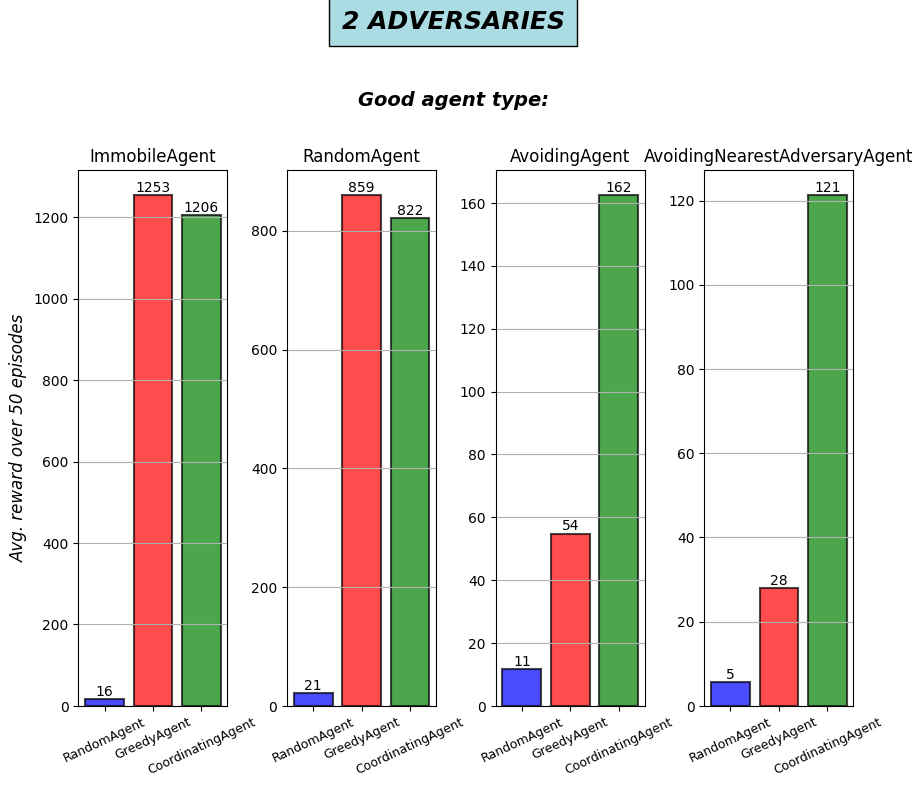 2 ADVERSARIES
Good agent type:
Avg. reward over 50 episodes
ImmobileAgent
1200
1000
800
600
400
200
0
16
1253
1206
RandomAgent
GreedyAgent
CoordinatingAgent
RandomAgent
800
600
400
200
0
21
859
822
RandomAgent
GreedyAgent
CoordinatingAgent
AvoidingAgent
160
140
120
100
80
60
40
20
0
11
54
162
RandomAgent
GreedyAgent
CoordinatingAgent
AvoidingNearestAdversaryAgent
120
100
80
60
40
20
0
5
28
121
RandomAgent
GreedyAgent
CoordinatingAgent